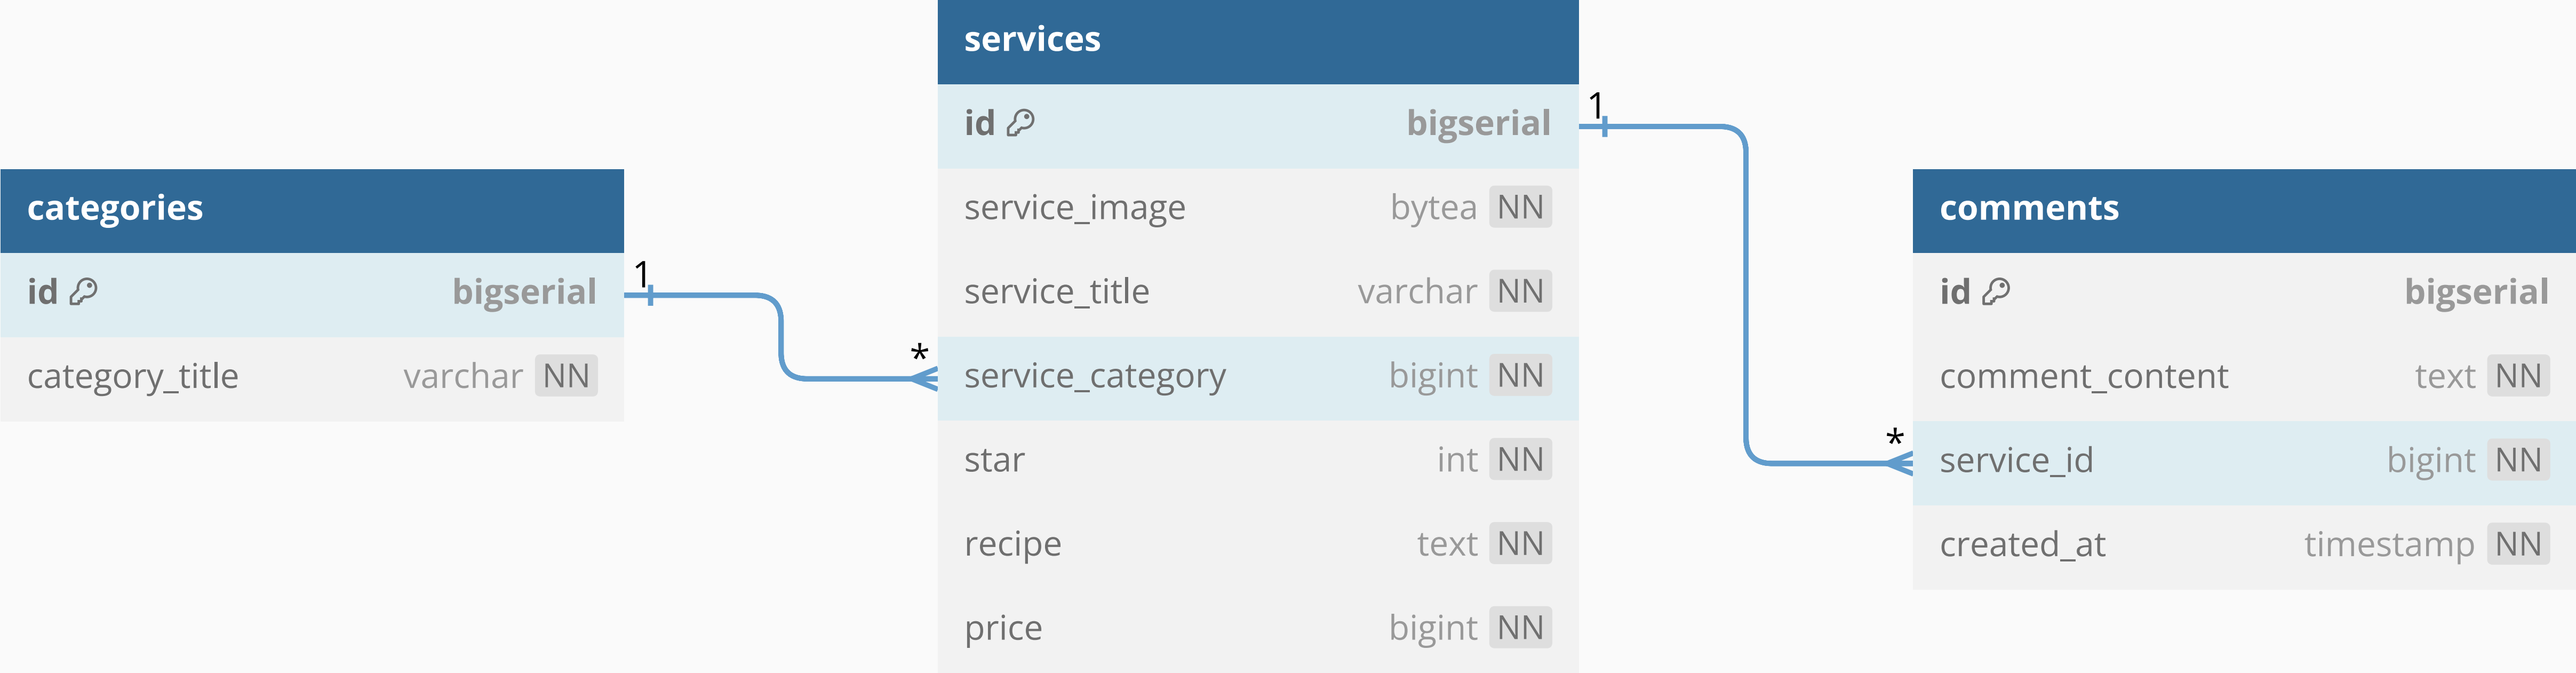 categories
id bigserial
category_title varchar NN
1
*
services
id bigserial
service_image bytea NN
service_title varchar NN
service_category bigint NN
star int NN
recipe text NN
price bigint NN
1
*
comments
id bigserial
comment_content text NN
service_id bigint NN
created_at timestamp NN